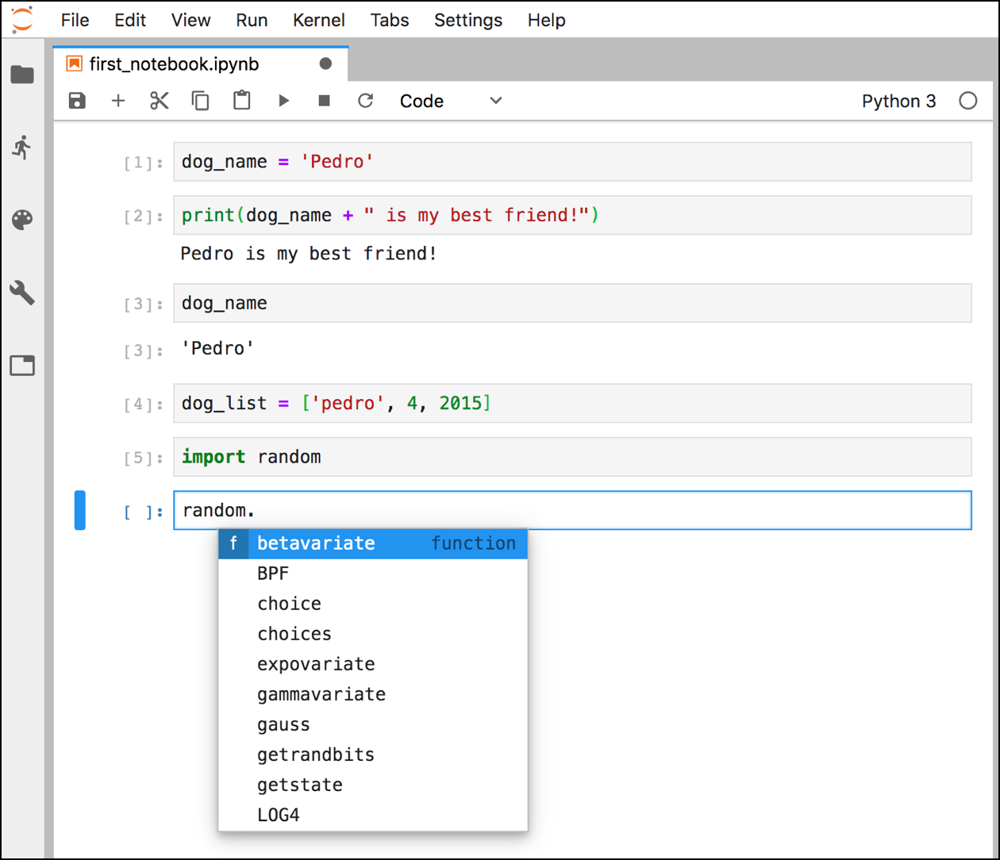 File Edit View Run Kernel Tabs Settings Help
first_notebook.ipynb
Code Python 3
[1]: dog_name = 'Pedro'
[2]: print(dog_name + " is my best friend!")
Pedro is my best friend!
[3]: dog_name
[3]: 'Pedro'
[4]: dog_list = ['pedro', 4, 2015]
[5]: import random
[ ]: random.
f betavariate function
BPF
choice
choices
expovariate
gammavariate
gauss
getrandbits
getstate
LOG4